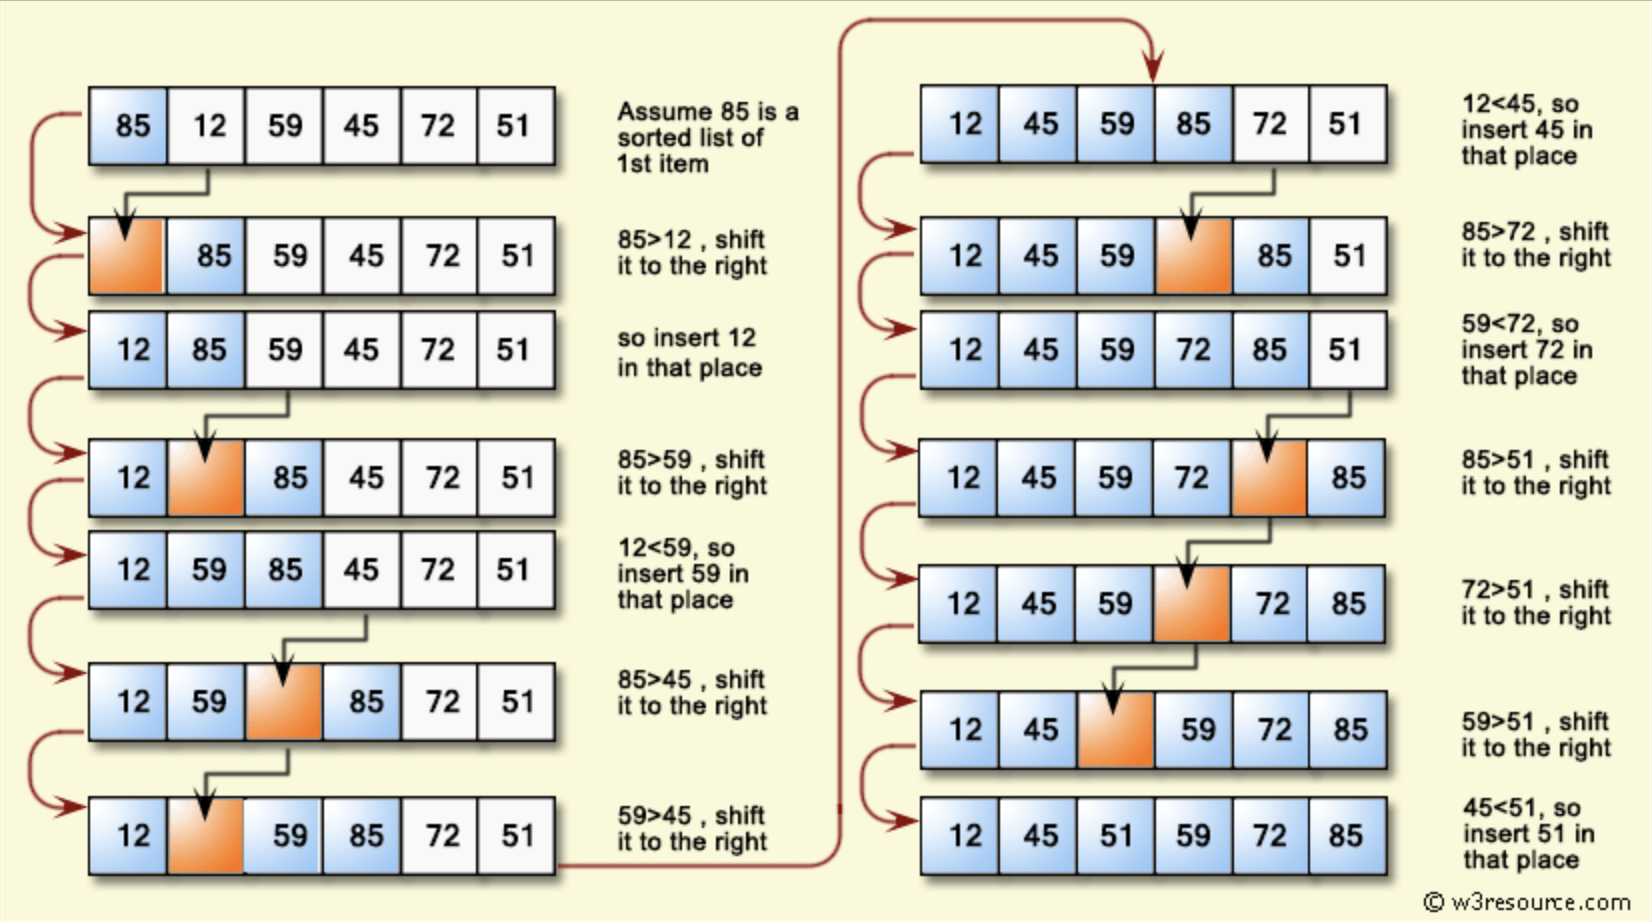 85 12 59 45 72 51
Assume 85 is a
sorted list of
1st item
85 59 45 72 51
85>12 , shift
it to the right
12 85 59 45 72 51
so insert 12
in that place
12 85 45 72 51
85>59 , shift
it to the right
12 59 85 45 72 51
12<59, so
insert 59 in
that place
12 59 85 72 51
85>45 , shift
it to the right
12 59 85 72 51
59>45 , shift
it to the right
12 45 59 85 72 51
12<45, so
insert 45 in
that place
12 45 59 85 51
85>72 , shift
it to the right
12 45 59 72 85 51
59<72, so
insert 72 in
that place
12 45 59 72 85
85>51 , shift
it to the right
12 45 59 72 85
72>51 , shift
it to the right
12 45 59 72 85
59>51 , shift
it to the right
12 45 51 59 72 85
45<51, so
insert 51 in
that place
© w3resource.com